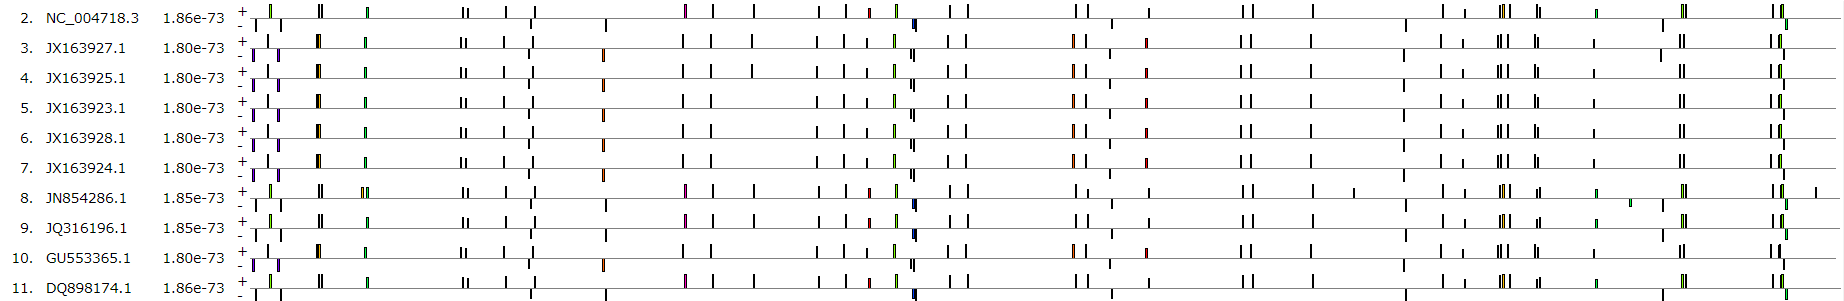 2. NC_004718.3 1.86e-73 + -
3. JX163927.1 1.80e-73 + -
4. JX163925.1 1.80e-73 + -
5. JX163923.1 1.80e-73 + -
6. JX163928.1 1.80e-73 + -
7. JX163924.1 1.80e-73 + -
8. JN854286.1 1.85e-73 + -
9. JQ316196.1 1.85e-73 + -
10. GU553365.1 1.80e-73 + -
11. DQ898174.1 1.86e-73 + -